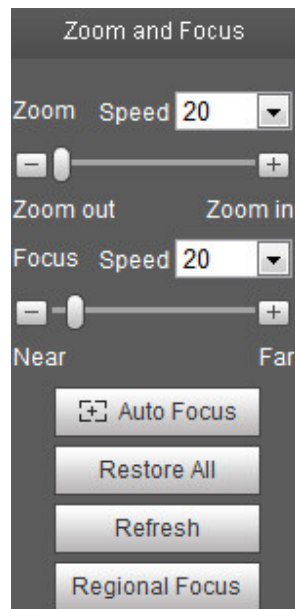 Zoom and Focus
Zoom Speed 20
Zoom out Zoom in
Focus Speed 20
Near Far
Auto Focus
Restore All
Refresh
Regional Focus